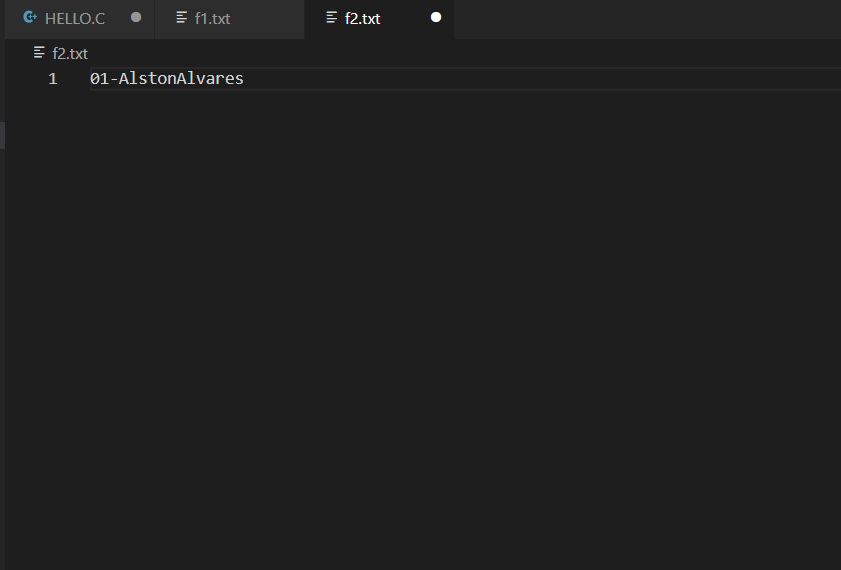 HELLO.C f1.txt f2.txt
f2.txt
1 01-AlstonAlvares